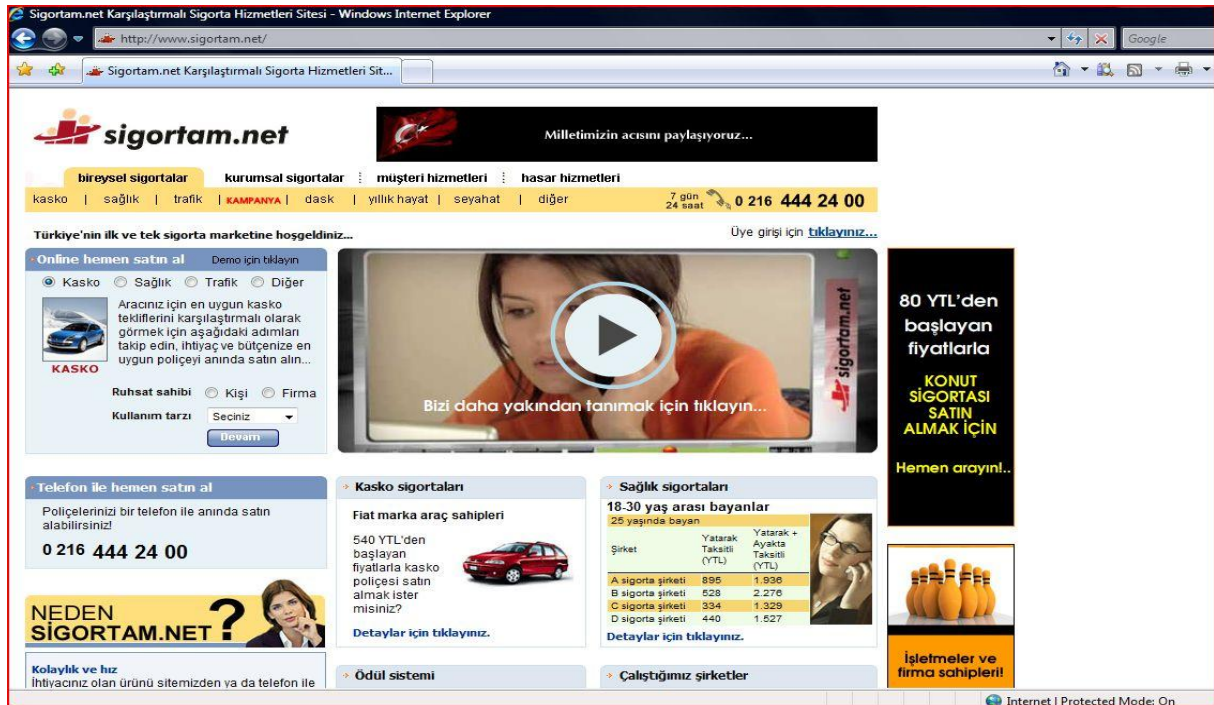 Sigortam.net Karşılaştırmalı Sigorta Hizmetleri Sitesi - Windows Internet Explorer
http://www.sigortam.net/
Google
Sigortam.net Karşılaştırmalı Sigorta Hizmetleri Sit...
sigortam.net
Milletimizin acısını paylaşıyoruz...
bireysel sigortalar kurumsal sigortalar müşteri hizmetleri hasar hizmetleri
kasko | sağlık | trafik | KAMPANYA | dask | yıllık hayat | seyahat | diğer
7 gün
24 saat
0 216 444 24 00
Türkiye'nin ilk ve tek sigorta marketine hoşgeldiniz...
Üye girişi için tıklayınız...
Online hemen satın al Demo için tıklayın
Kasko Sağlık Trafik Diğer
Aracınız için en uygun kasko
tekliflerini karşılaştırmalı olarak
görmek için aşağıdaki adımları
takip edin, ihtiyaç ve bütçenize en
uygun poliçeyi anında satın alın...
KASKO
Ruhsat sahibi Kişi Firma
Kullanım tarzı Seciniz
Devam
sigortam.net
Bizi daha yakından tanımak için tıklayın...
80 YTL'den
başlayan
fiyatlarla
KONUT
SİGORTASI
SATIN
ALMAK İÇİN
Hemen arayın!..
Telefon ile hemen satın al
Poliçelerinizi bir telefon ile anında satın
alabilirsiniz!
0 216 444 24 00
Kasko sigortaları
Fiat marka araç sahipleri
540 YTL'den
başlayan
fiyatlarla kasko
poliçesi satın
almak ister
misiniz?
Detaylar için tıklayınız.
Sağlık sigortaları
18-30 yaş arası bayanlar
25 yaşında bayan
Şirket Yatarak Taksitli (YTL) Yatarak + Ayakta Taksitli (YTL)
A sigorta şirketi 895 1.936
B sigorta şirketi 528 2.276
C sigorta şirketi 334 1.329
D sigorta şirketi 440 1.527
Detaylar için tıklayınız.
NEDEN
SİGORTAM.NET ?
Kolaylık ve hız
İhtiyacınız olan ürünü sitemizden ya da telefon ile
Ödül sistemi
Çalıştığımız şirketler
İşletmeler ve
firma sahipleri!
Internet | Protected Mode: On